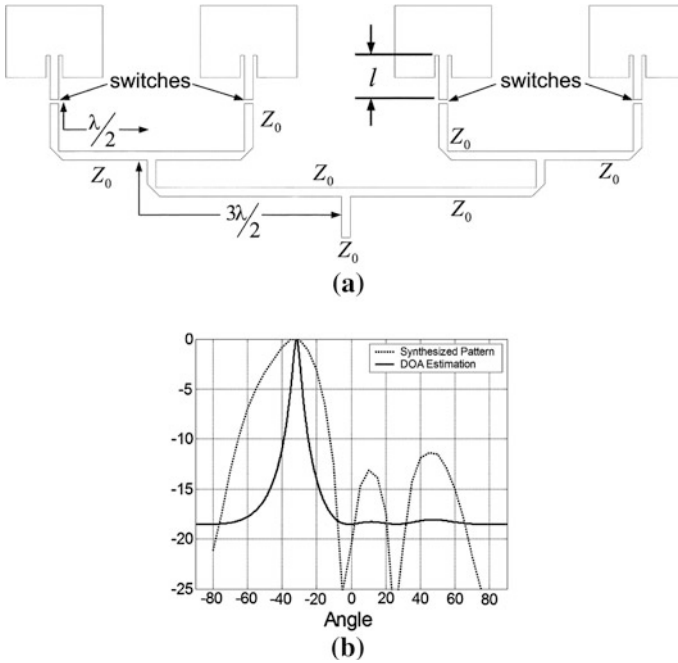 switches
l
switches
λ/2
Z0
Z0
Z0
Z0
Z0
Z0
3λ/2
Z0
(a)
0
-5
-10
-15
-20
-25
Synthesized Pattern
DOA Estimation
-80 -60 -40 -20 0 20 40 60 80
Angle
(b)